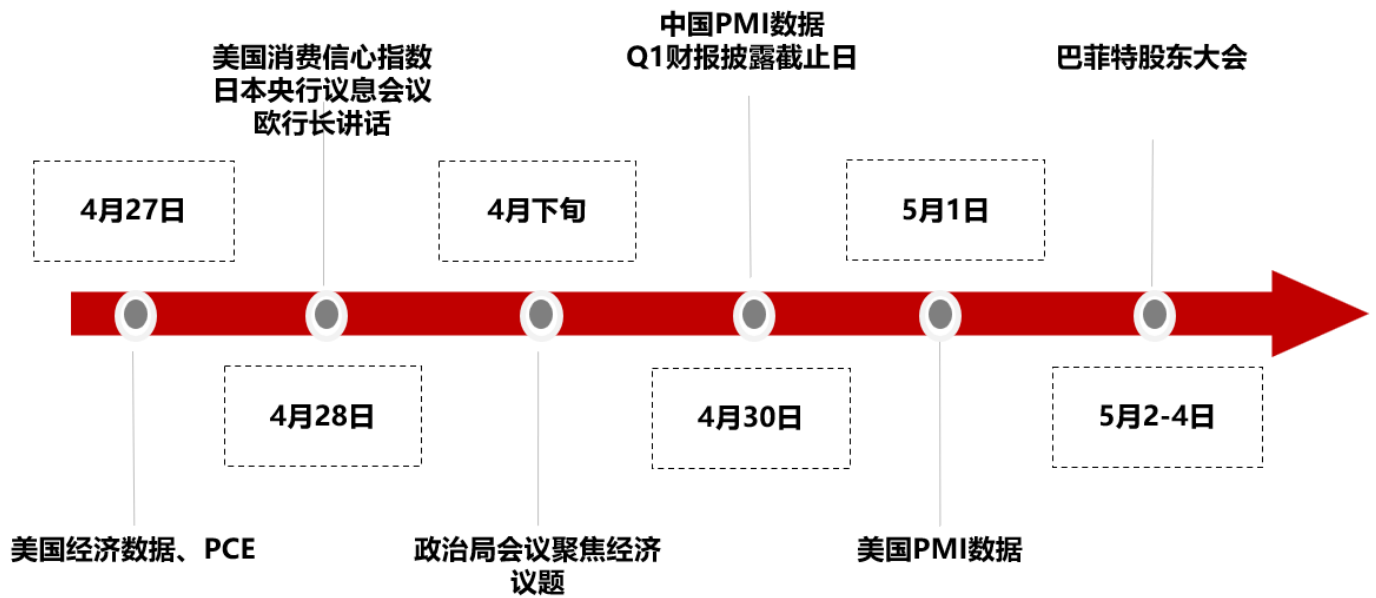 中国PMI数据
Q1财报披露截止日
美国消费信心指数
日本央行议息会议
欧行长讲话
巴菲特股东大会
4月27日
4月下旬
5月1日
4月28日
4月30日
5月2-4日
美国经济数据、PCE
政治局会议聚焦经济
议题
美国PMI数据